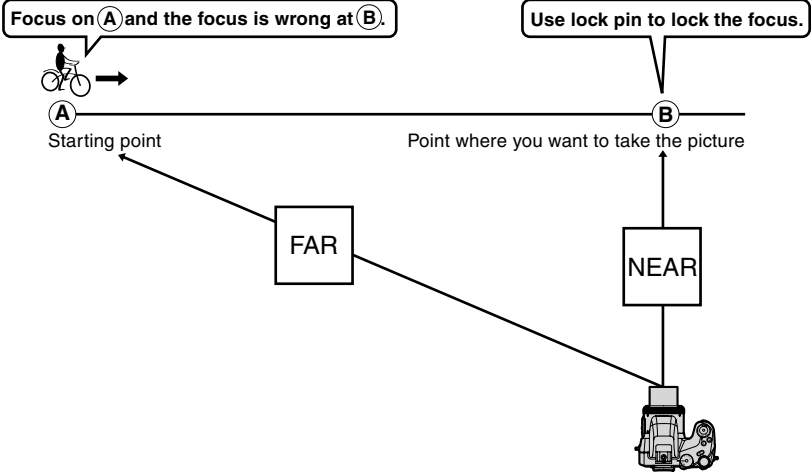 Focus on A and the focus is wrong at B.
Use lock pin to lock the focus.
A
B
Starting point
Point where you want to take the picture
FAR
NEAR